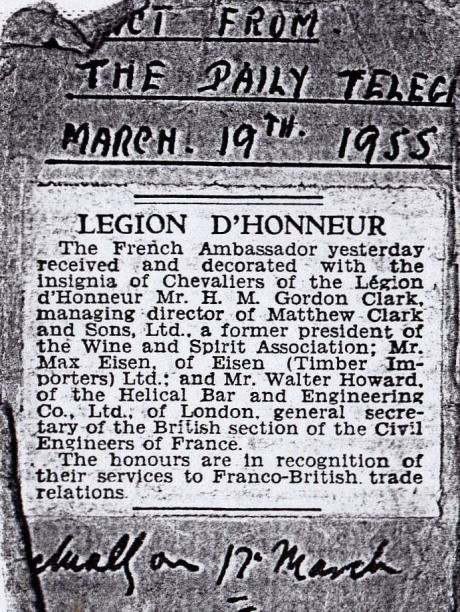 ACT FROM.
THE DAILY TELEG
MARCH. 19TH. 1955
LEGION D'HONNEUR
The French Ambassador yesterday
received and decorated with the
insignia of Chevaliers of the Légion
d'Honneur Mr. H. M. Gordon Clark,
managing director of Matthew Clark
and Sons, Ltd., a former president of
the Wine and Spirit Association; Mr.
Max Eisen, of Eisen (Timber Im-
porters) Ltd.; and Mr. Walter Howard,
of the Helical Bar and Engineering
Co., Ltd., of London, general secre-
tary of the British section of the Civil
Engineers of France.
The honours are in recognition of
their services to Franco-British trade
relations
on 17th March